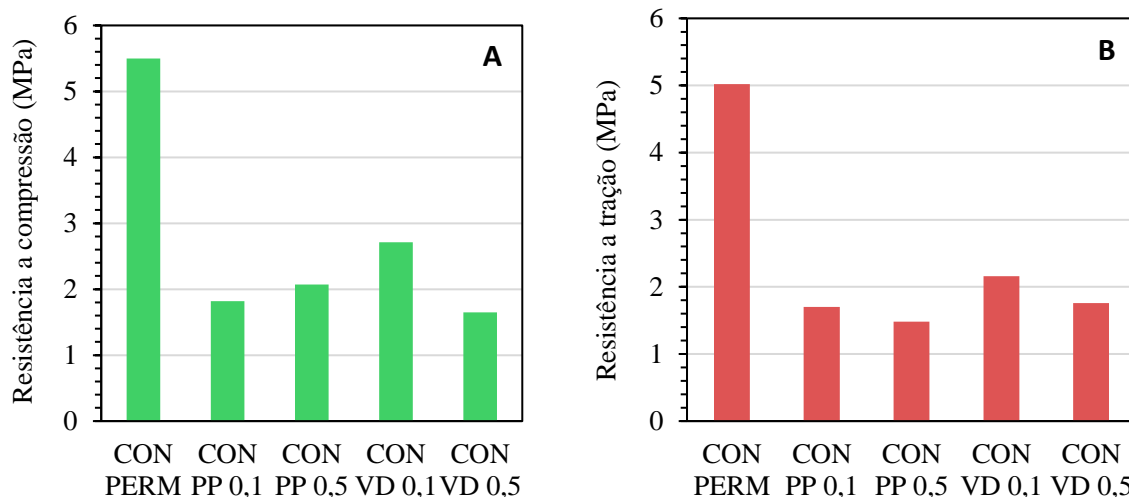 Resistência a compressão (MPa)
6
5
4
3
2
1
0
A
CON PERM
CON PP 0,1
CON PP 0,5
CON VD 0,1
CON VD 0,5
Resistência a tração (MPa)
6
5
4
3
2
1
0
B
CON PERM
CON PP 0,1
CON PP 0,5
CON VD 0,1
CON VD 0,5